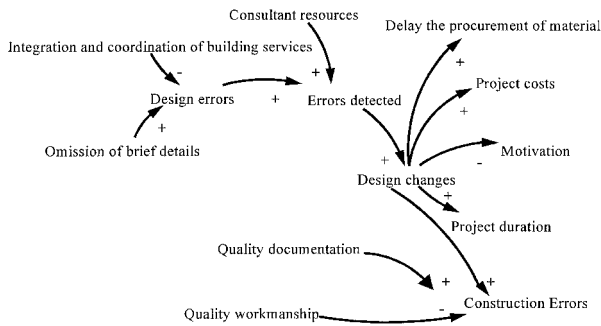 Consultant resources
Delay the procurement of material
Integration and coordination of building services
-
+
+
Project costs
Design errors
+
Errors detected
+
+
Omission of brief details
Motivation
+
-
Design changes
+
Project duration
Quality documentation
+
+
Construction Errors
-
Quality workmanship